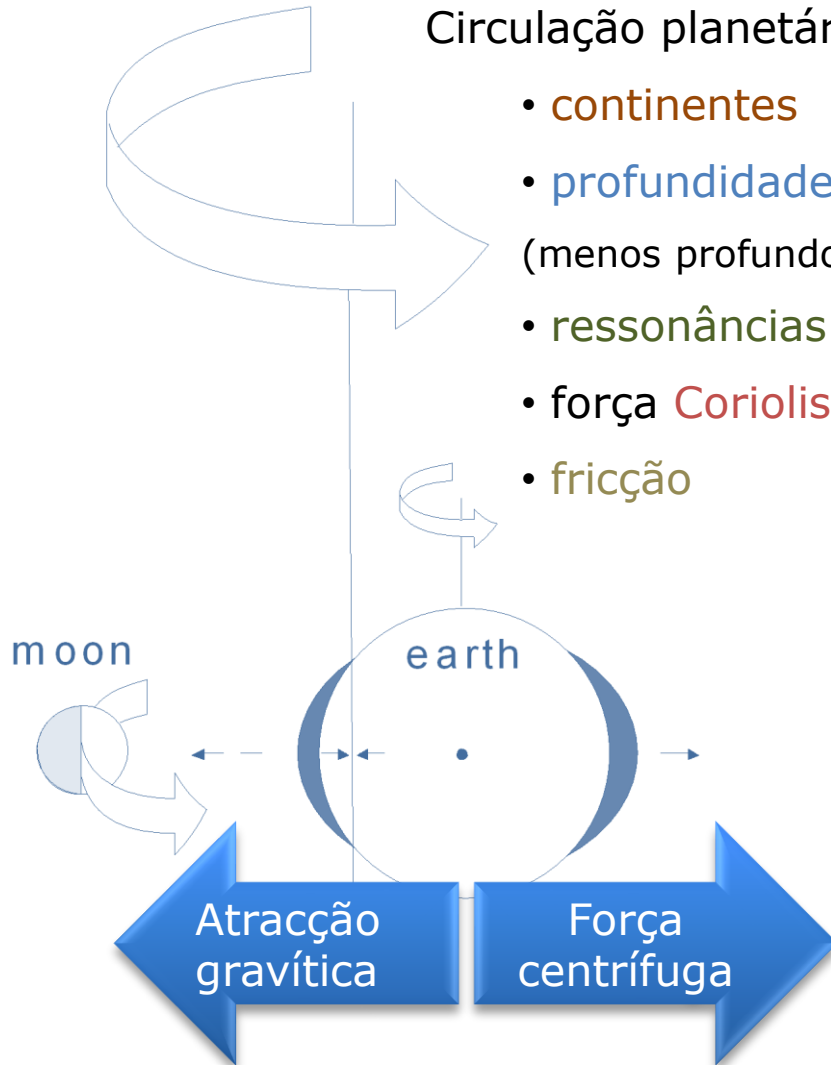 Circulação planetár
• continentes
• profundidade
(menos profundo
• ressonâncias
• força Coriolis
• fricção
moon
earth
Atracção
gravítica
Força
centrífuga